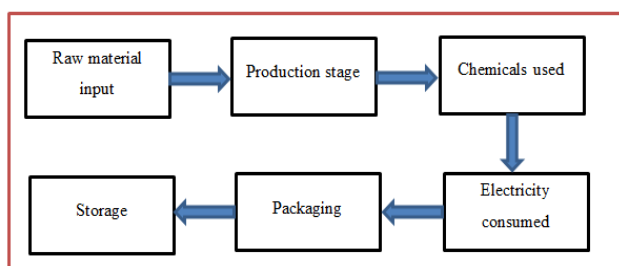 Raw material
input
Production stage
Chemicals used
Electricity
consumed
Packaging
Storage